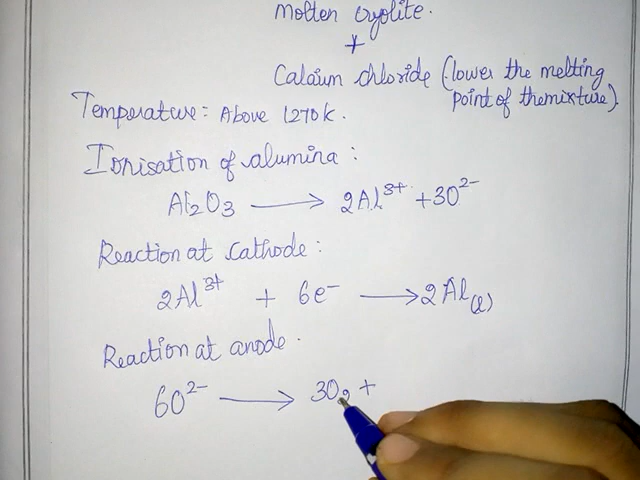 Molten cryolite.
+
Calcium chloride (lower the melting
point of the mixture)
Temperature: Above 1270k.
Ionisation of alumina:
Al2O3 → 2Al³⁺ + 3O²⁻
Reaction at cathode:
2Al³⁺ + 6e⁻ → 2Al(l)
Reaction at anode.
6O²⁻ → 3O2 +